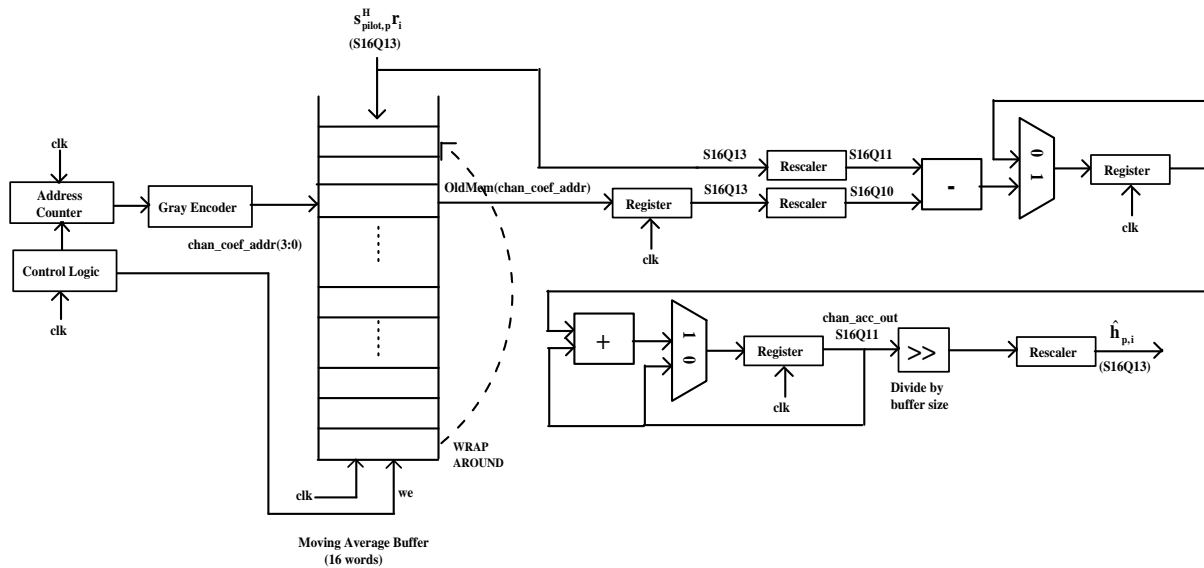 s^H_pilot,p r_i
(S16Q13)
clk
Address
Counter
Gray Encoder
chan_coef_addr(3:0)
Control Logic
clk
OldMem(chan_coef_addr)
Register
clk
S16Q13
Rescaler
S16Q11
S16Q13
Rescaler
S16Q10
-
0 1
Register
clk
+
1 0
Register
clk
chan_acc_out
S16Q11
>>
Divide by
buffer size
Rescaler
ĥ_p,i
(S16Q13)
WRAP
AROUND
clk
we
Moving Average Buffer
(16 words)